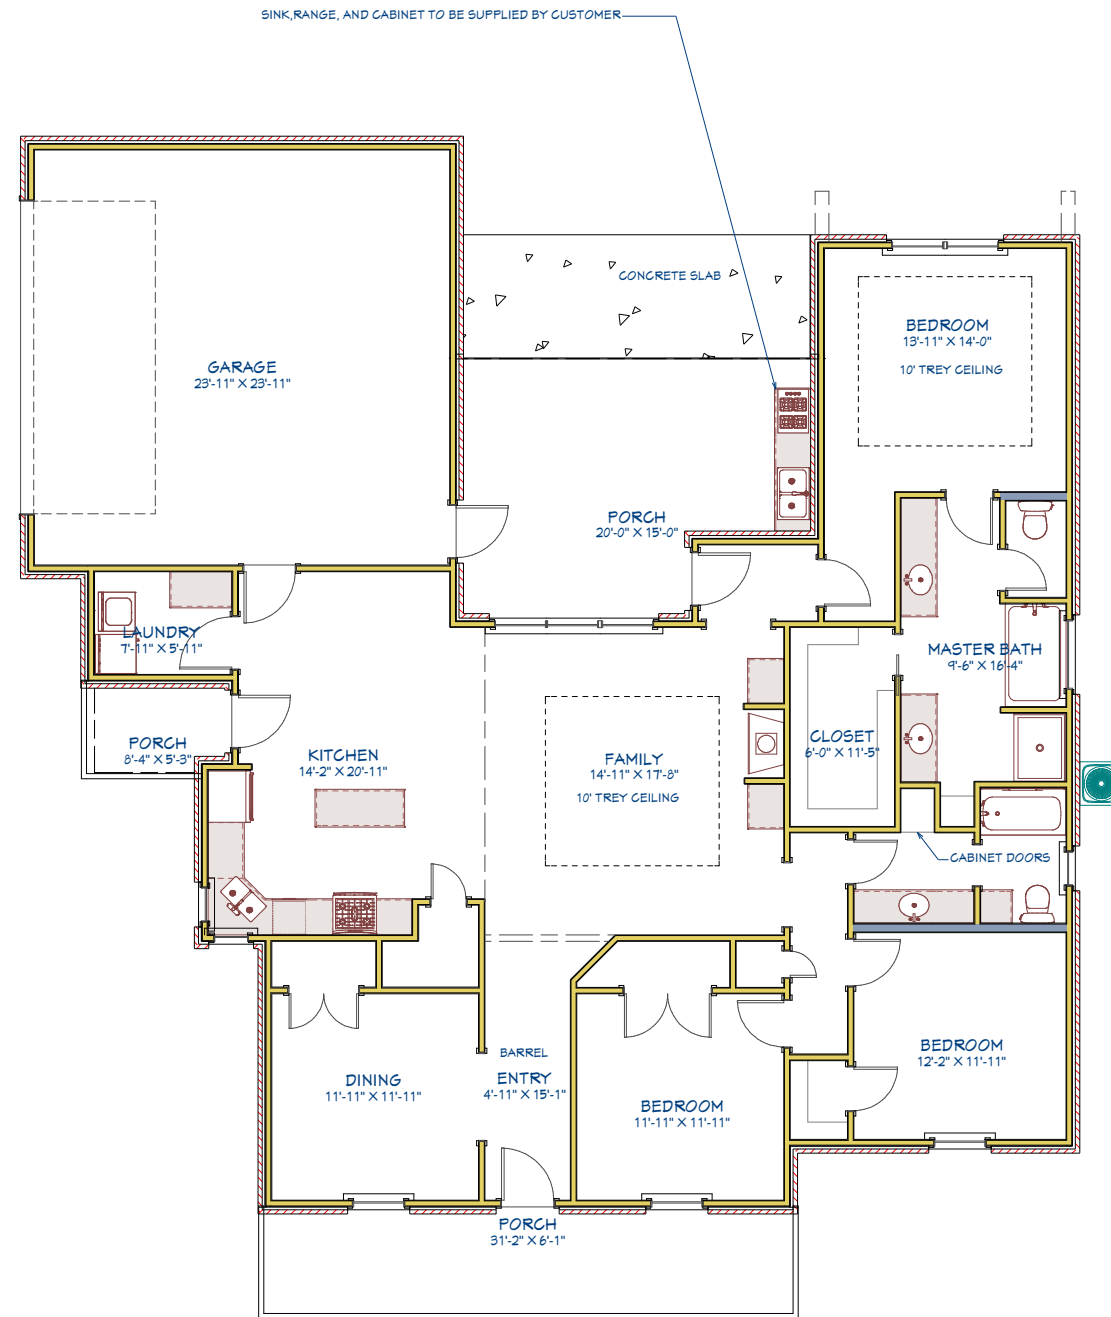 SINK,RANGE, AND CABINET TO BE SUPPLIED BY CUSTOMER
CONCRETE SLAB
BEDROOM
13'-11" X 14'-0"
10' TREY CEILING
GARAGE
23'-11" X 23'-11"
PORCH
20'-0" X 15'-0"
LAUNDRY
7'-11" X 5'-11"
MASTER BATH
9'-6" X 16'-4"
PORCH
8'-4" X 5'-3"
KITCHEN
14'-2" X 20'-11"
FAMILY
14'-11" X 17'-8"
10' TREY CEILING
CLOSET
6'-0" X 11'-5"
CABINET DOORS
BARREL
ENTRY
4'-11" X 15'-1"
DINING
11'-11" X 11'-11"
BEDROOM
11'-11" X 11'-11"
BEDROOM
12'-2" X 11'-11"
PORCH
31'-2" X 6'-1"